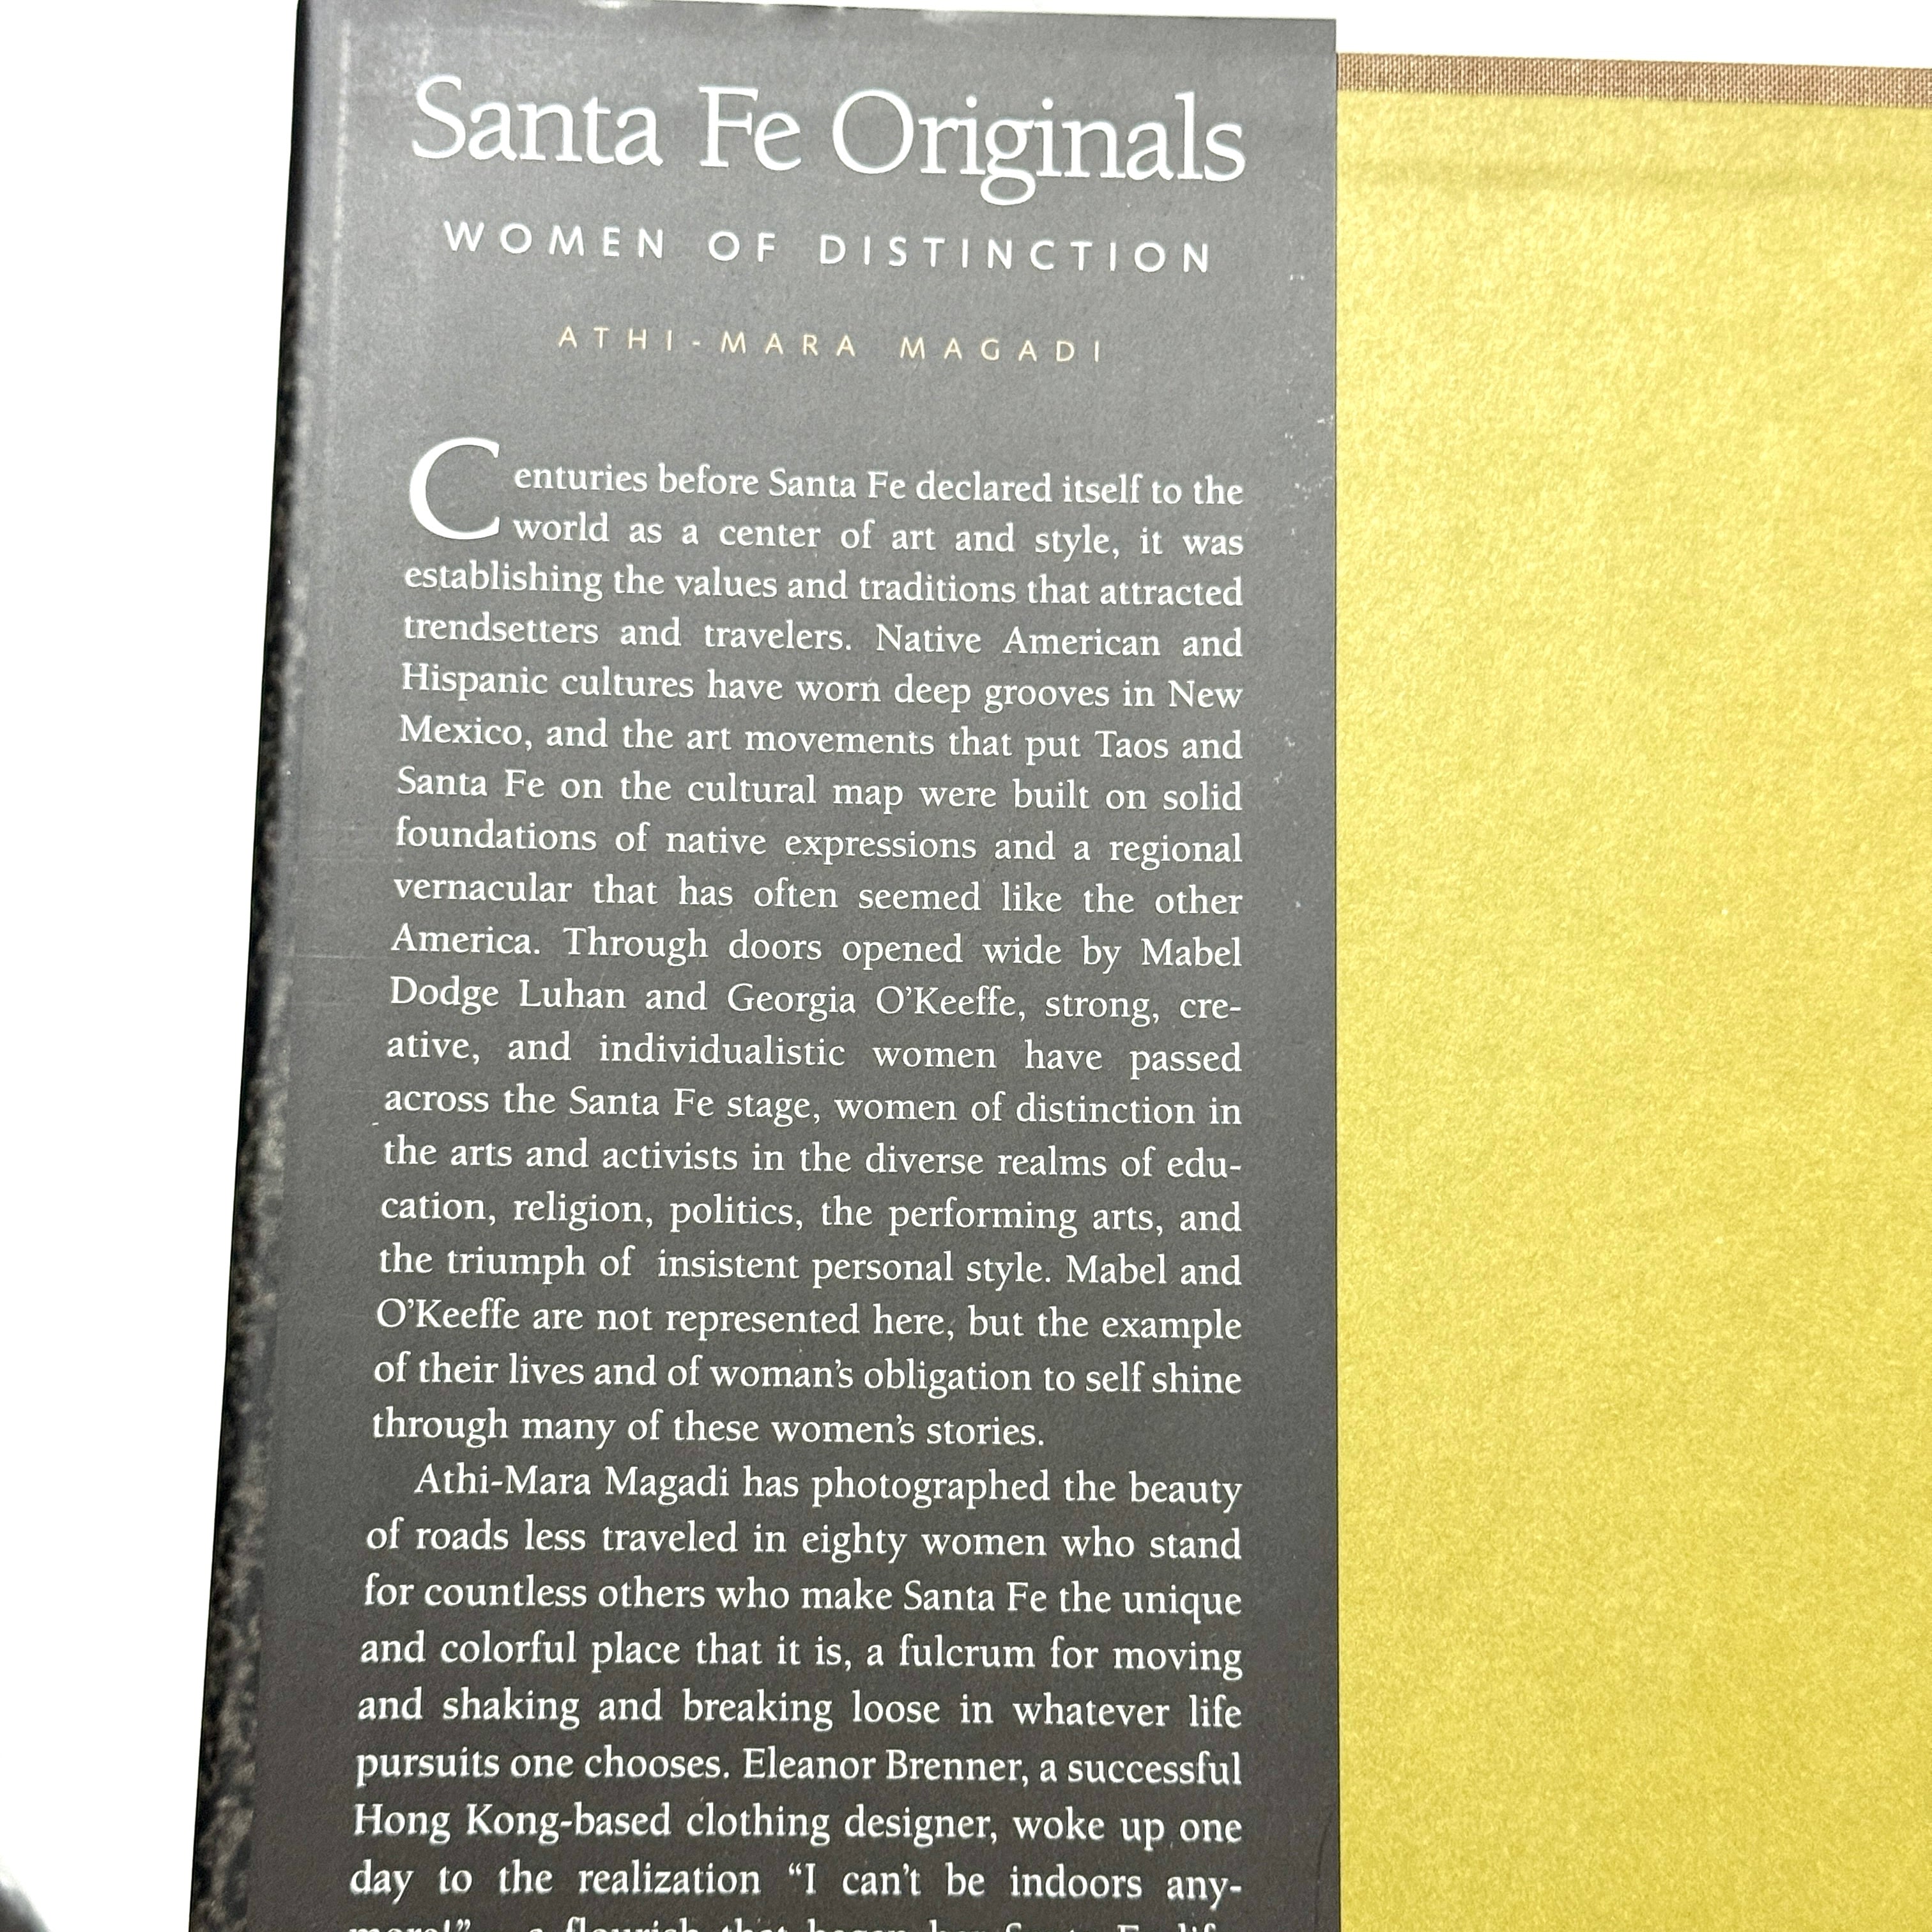 Santa Fe Originals
WOMEN OF DISTINCTION
ATHI-MARA MAGADI
Centuries before Santa Fe declared itself to the
world as a center of art and style, it was
establishing the values and traditions that attracted
trendsetters and travelers. Native American and
Hispanic cultures have worn deep grooves in New
Mexico, and the art movements that put Taos and
Santa Fe on the cultural map were built on solid
foundations of native expressions and a regional
vernacular that has often seemed like the other
America. Through doors opened wide by Mabel
Dodge Luhan and Georgia O’Keeffe, strong, cre-
ative, and individualistic women have passed
across the Santa Fe stage, women of distinction in
the arts and activists in the diverse realms of edu-
cation, religion, politics, the performing arts, and
the triumph of insistent personal style. Mabel and
O’Keeffe are not represented here, but the example
of their lives and of woman’s obligation to self shine
through many of these women’s stories.
Athi-Mara Magadi has photographed the beauty
of roads less traveled in eighty women who stand
for countless others who make Santa Fe the unique
and colorful place that it is, a fulcrum for moving
and shaking and breaking loose in whatever life
pursuits one chooses. Eleanor Brenner, a successful
Hong Kong-based clothing designer, woke up one
day to the realization “I can’t be indoors any-